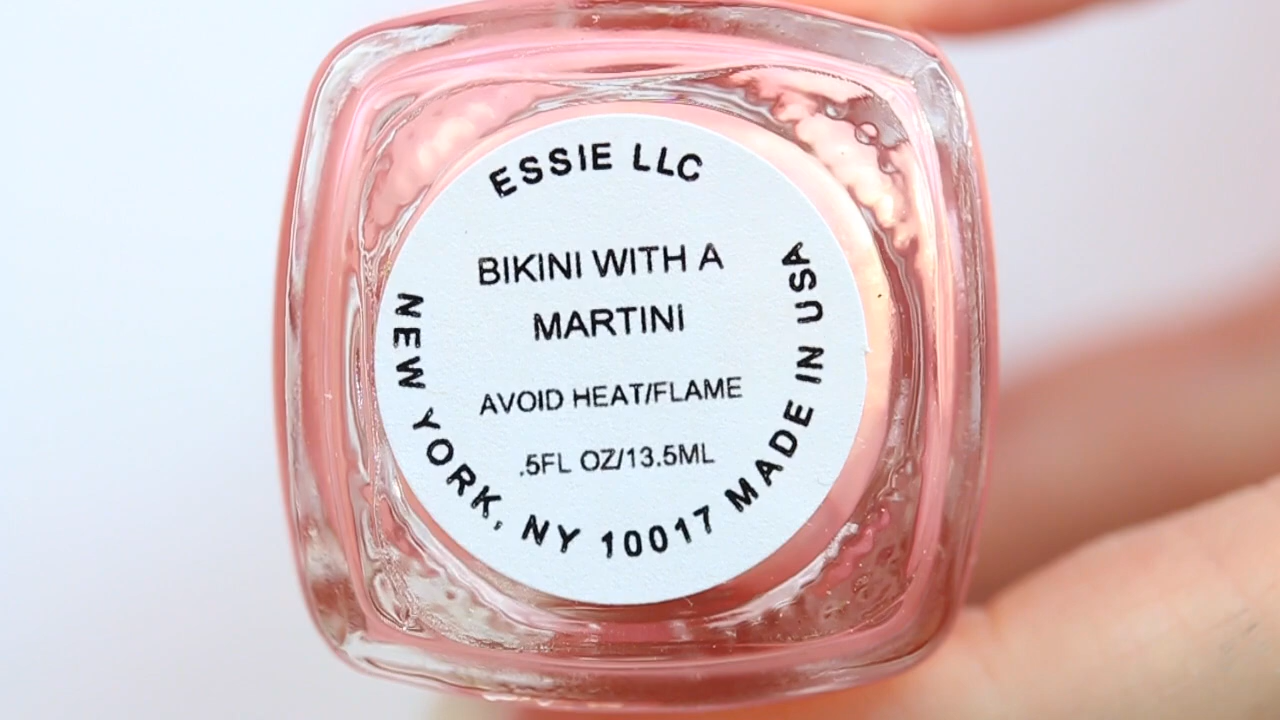 ESSIE LLC
BIKINI WITH A
MARTINI
AVOID HEAT/FLAME
.5FL OZ/13.5ML
NEW YORK, NY 10017 MADE IN USA